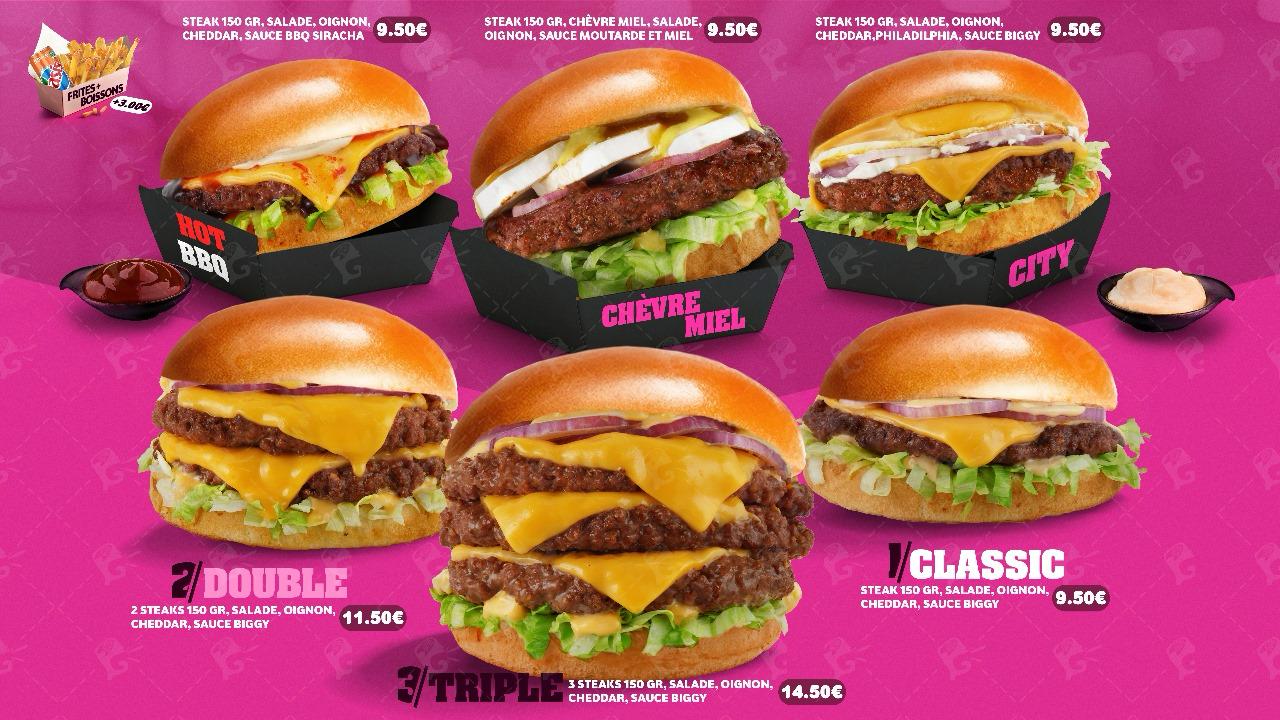 STEAK 150 GR, SALADE, OIGNON,
CHEDDAR, SAUCE BBQ SIRACHA
9.50€
STEAK 150 GR, CHÈVRE MIEL, SALADE,
OIGNON, SAUCE MOUTARDE ET MIEL
9.50€
STEAK 150 GR, SALADE, OIGNON,
CHEDDAR,PHILADILPHIA, SAUCE BIGGY
9.50€
FRITES+
BOISSONS
+3.00€
HOT
BBQ
CHÈVRE
MIEL
CITY
2/DOUBLE
2 STEAKS 150 GR, SALADE, OIGNON,
CHEDDAR, SAUCE BIGGY
11.50€
1/CLASSIC
STEAK 150 GR, SALADE, OIGNON,
CHEDDAR, SAUCE BIGGY
9.50€
3/TRIPLE
3 STEAKS 150 GR, SALADE, OIGNON,
CHEDDAR, SAUCE BIGGY
14.50€